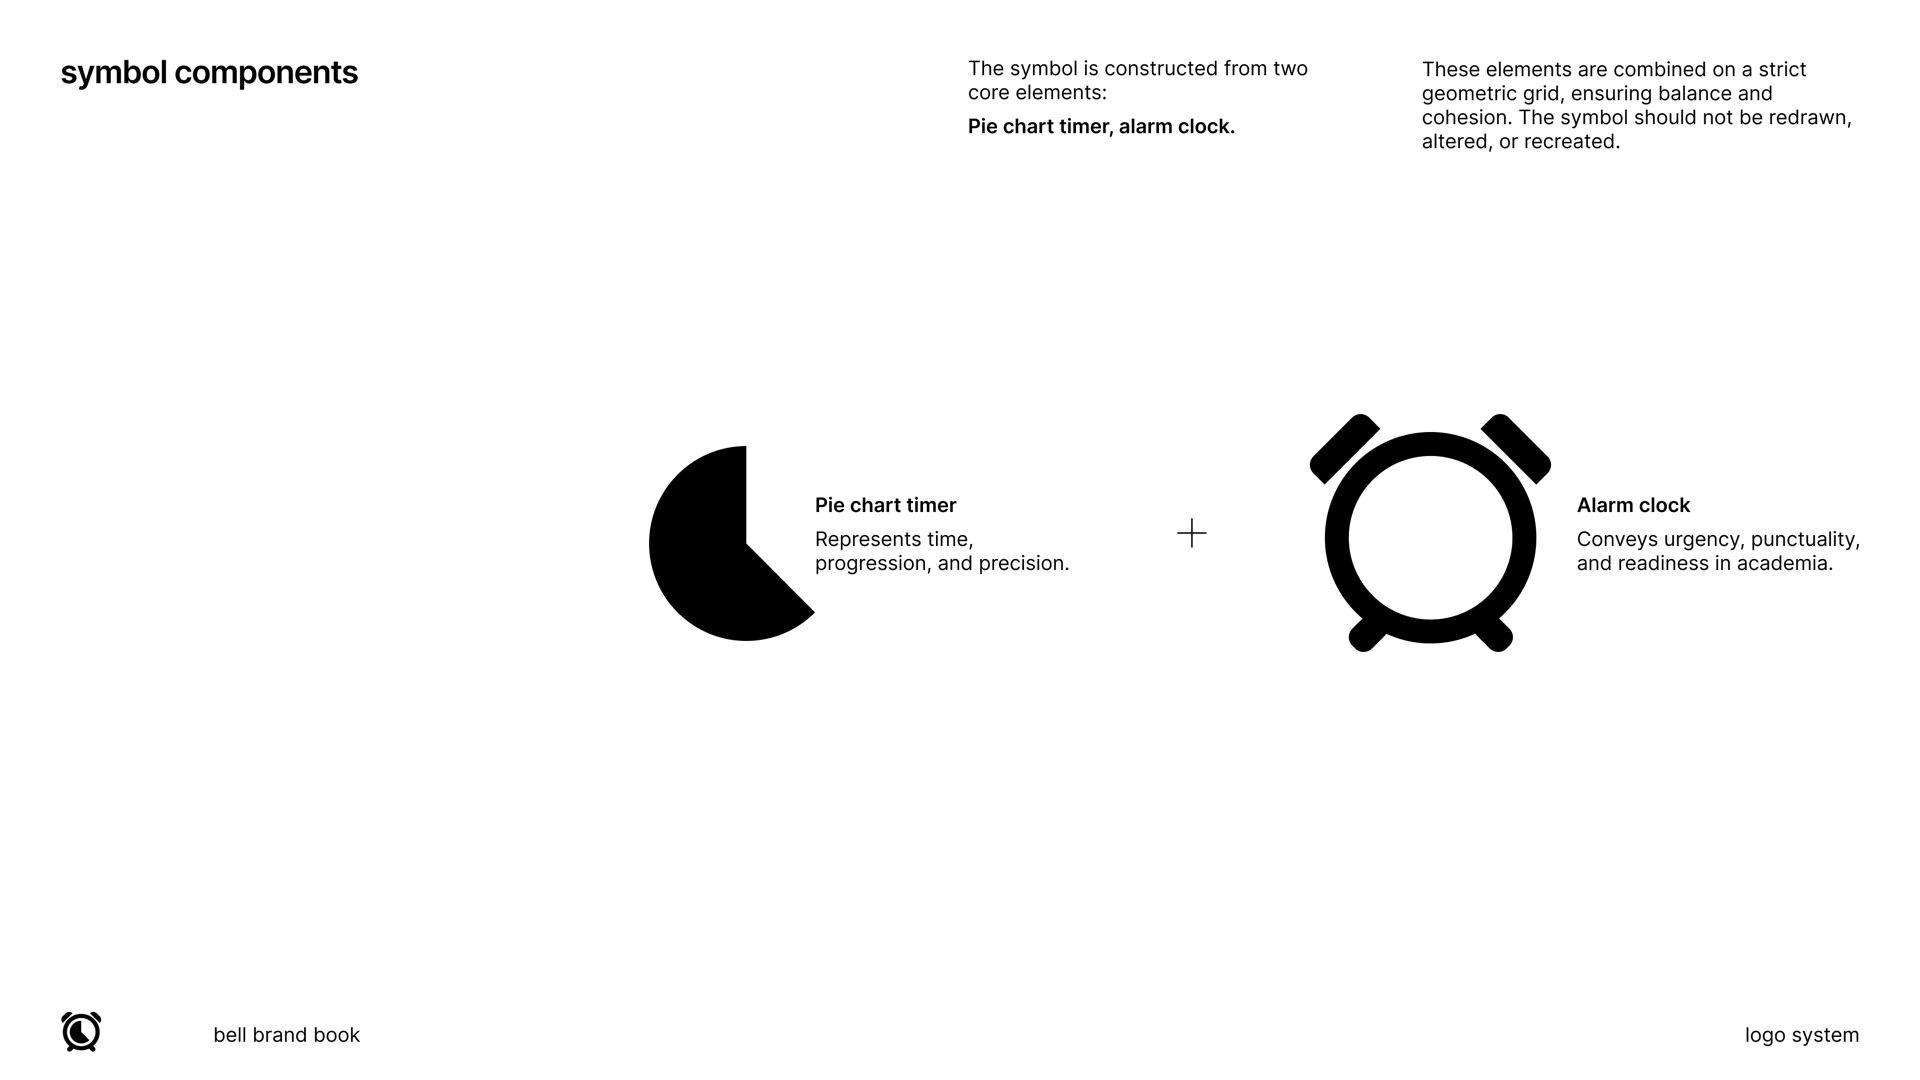 symbol components
The symbol is constructed from two
core elements:
Pie chart timer, alarm clock.
These elements are combined on a strict
geometric grid, ensuring balance and
cohesion. The symbol should not be redrawn,
altered, or recreated.
Pie chart timer
Represents time,
progression, and precision.
Alarm clock
Conveys urgency, punctuality,
and readiness in academia.
bell brand book
logo system